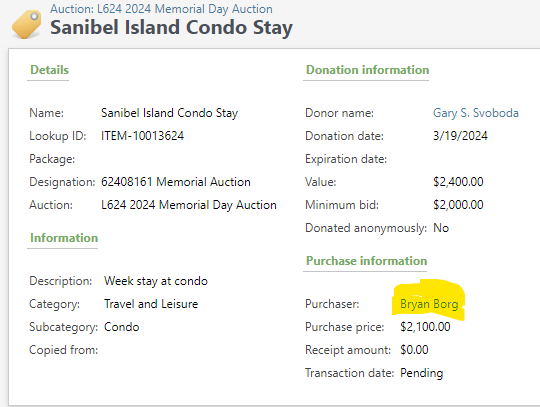 Auction: L624 2024 Memorial Day Auction
Sanibel Island Condo Stay
Details
Name: Sanibel Island Condo Stay
Lookup ID: ITEM-10013624
Package:
Designation: 62408161 Memorial Auction
Auction: L624 2024 Memorial Day Auction
Information
Description: Week stay at condo
Category: Travel and Leisure
Subcategory: Condo
Copied from:
Donation information
Donor name: Gary S. Svoboda
Donation date: 3/19/2024
Expiration date:
Value: $2,400.00
Minimum bid: $2,000.00
Donated anonymously: No
Purchase information
Purchaser: Bryan Borg
Purchase price: $2,100.00
Receipt amount: $0.00
Transaction date: Pending